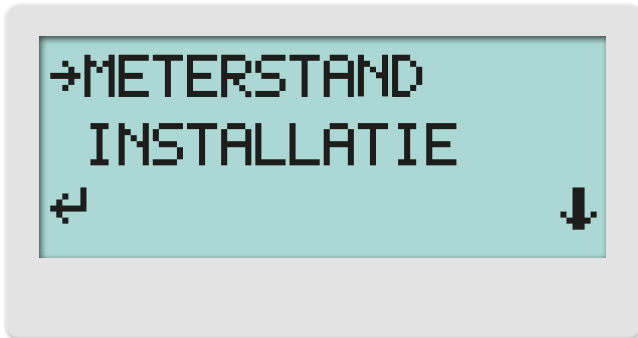 →METERSTAND
INSTALLATIE
↵ ↓